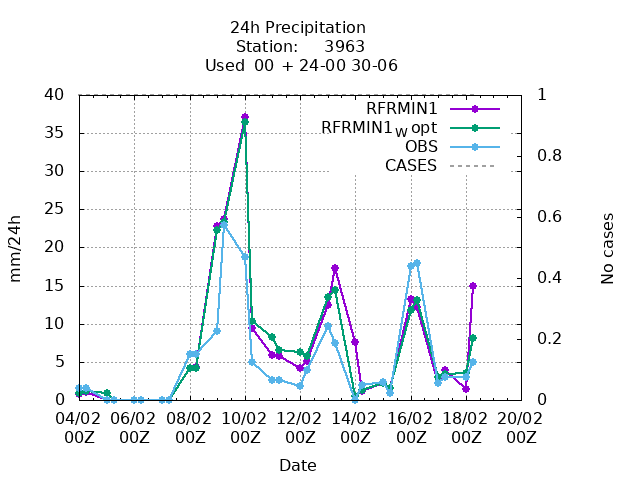 24h Precipitation
Station: 3963
Used 00 + 24-00 30-06
40 1
RFRMIN1
35
RFRMIN1w opt
OBS
0.8
CASES
30
25
0.6
mm/24h
20
No cases
15
0.4
10
0.2
5
0 0
04/02 06/02 08/02 10/02 12/02 14/02 16/02 18/02 20/02
00Z 00Z 00Z 00Z 00Z 00Z 00Z 00Z 00Z
Date